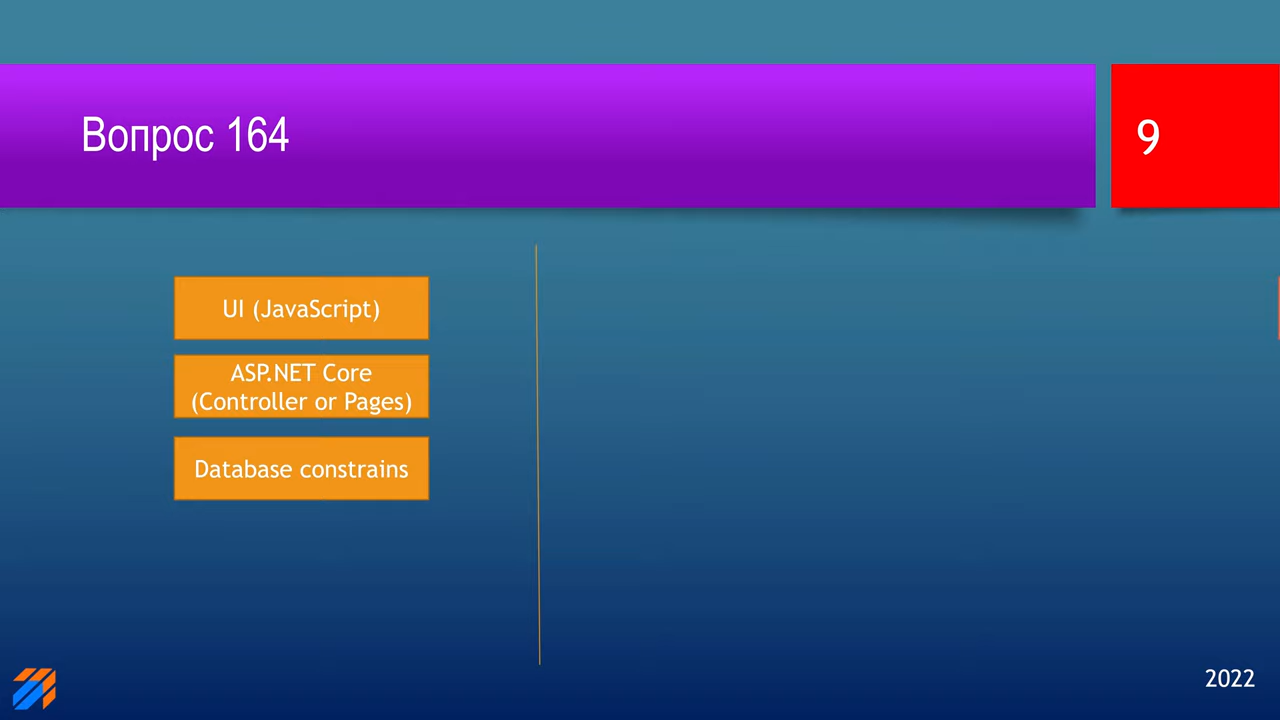 Вопрос 164
9
UI (JavaScript)
ASP.NET Core
(Controller or Pages)
Database constrains
2022